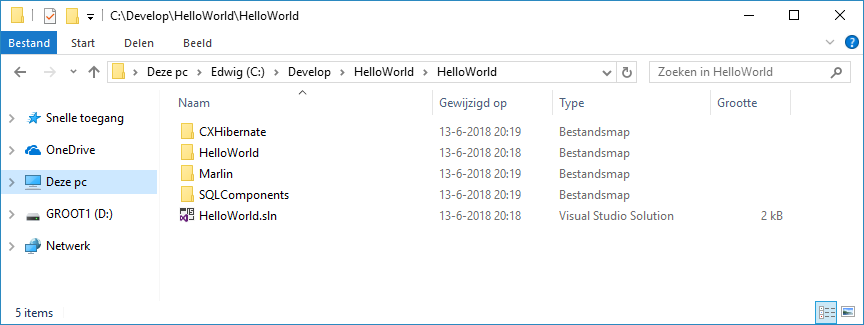 C:\Develop\HelloWorld\HelloWorld
Bestand Start Delen Beeld
Deze pc Edwig (C:) Develop HelloWorld HelloWorld Zoeken in HelloWorld
Naam Gewijzigd op Type Grootte
Snelle toegang
OneDrive
Deze pc
GROOT1 (D:)
Netwerk
CXHibernate 13-6-2018 20:19 Bestandsmap
HelloWorld 13-6-2018 20:18 Bestandsmap
Marlin 13-6-2018 20:19 Bestandsmap
SQLComponents 13-6-2018 20:19 Bestandsmap
HelloWorld.sln 13-6-2018 20:18 Visual Studio Solution 2 kB
5 items